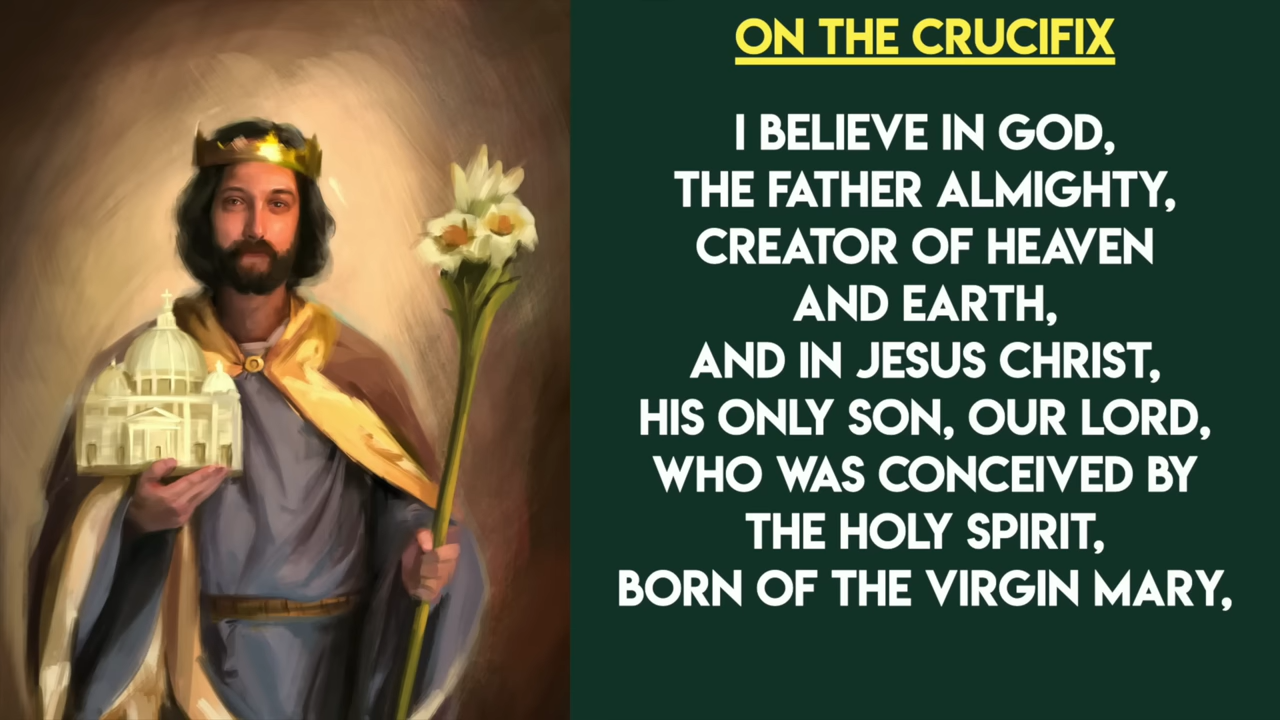 ON THE CRUCIFIX
I BELIEVE IN GOD,
THE FATHER ALMIGHTY,
CREATOR OF HEAVEN
AND EARTH,
AND IN JESUS CHRIST,
HIS ONLY SON, OUR LORD,
WHO WAS CONCEIVED BY
THE HOLY SPIRIT,
BORN OF THE VIRGIN MARY,